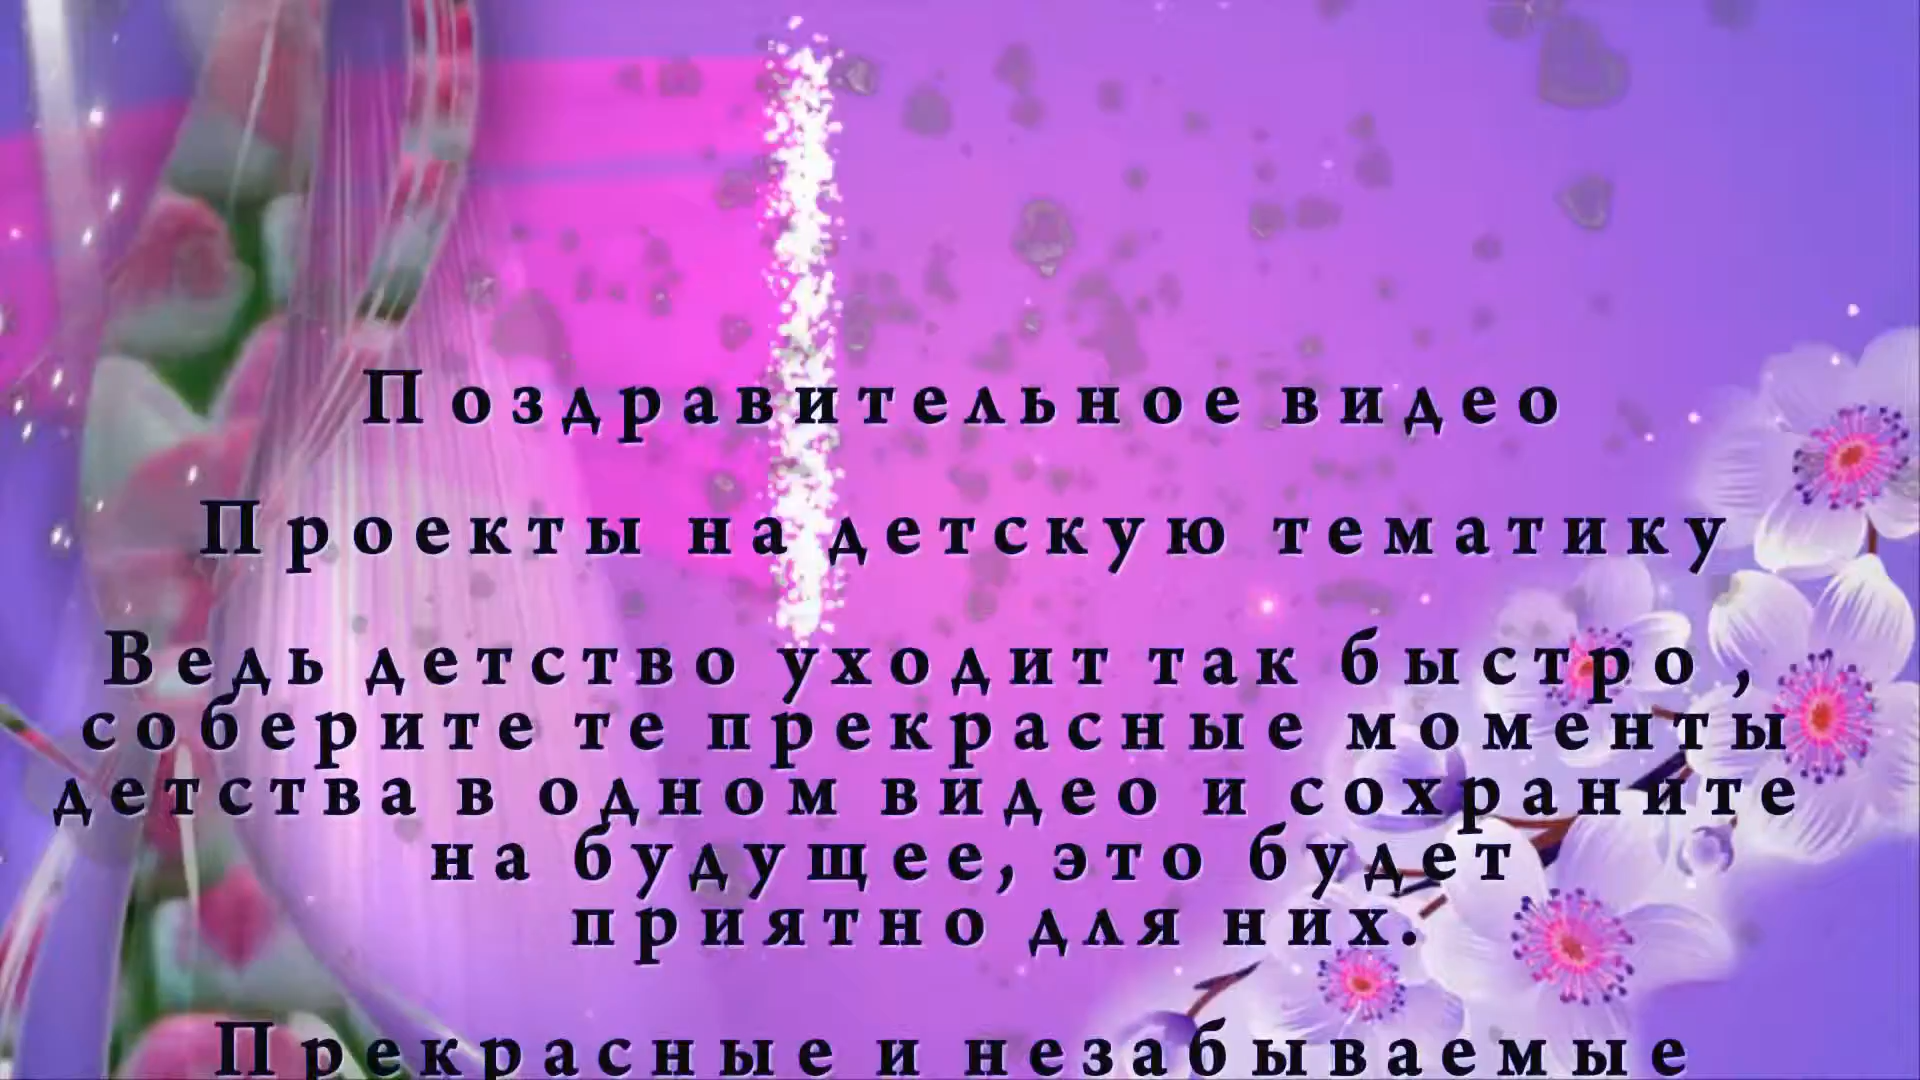 Поздравительное видео
Проекты на детскую тематику
Ведь детство уходит так быстро ,
соберите те прекрасные моменты
детства в одном видео и сохраните
на будущее, это будет
приятно для них.
Прекрасные и незабываемые